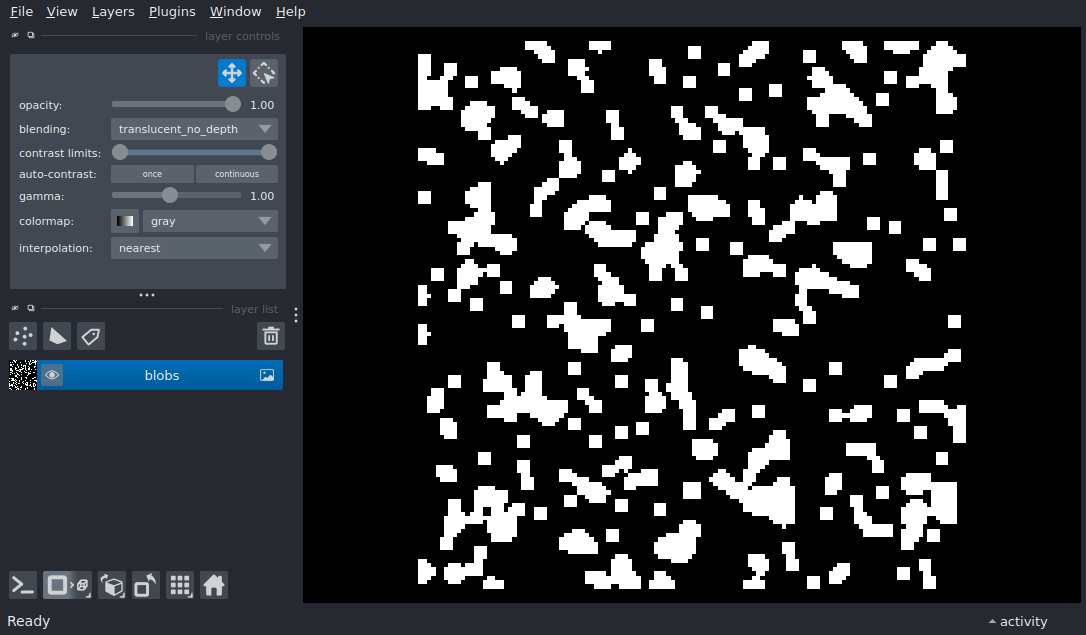 File View Layers Plugins Window Help
layer controls
opacity: 1.00
blending: translucent_no_depth
contrast limits:
auto-contrast: once continuous
gamma: 1.00
colormap: gray
interpolation: nearest
layer list
blobs
Ready activity